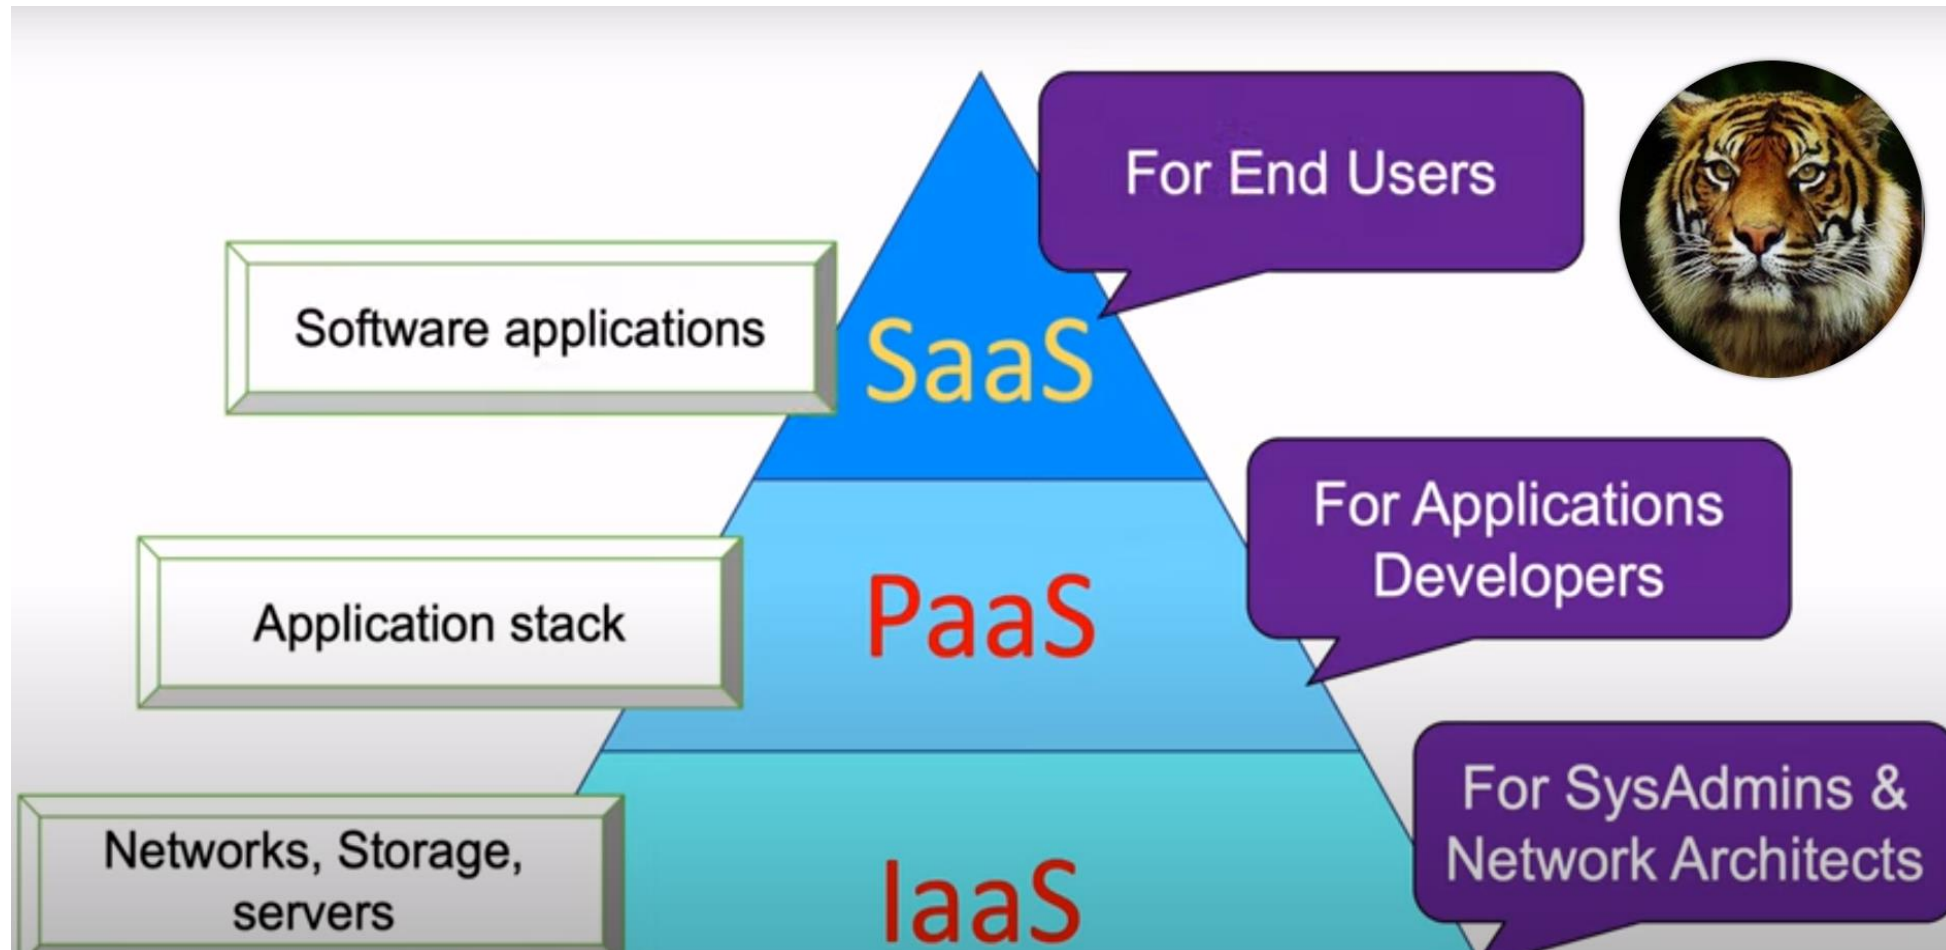 For End Users
Software applications
SaaS
For Applications
Developers
Application stack
PaaS
For SysAdmins &
Network Architects
Networks, Storage,
servers
IaaS